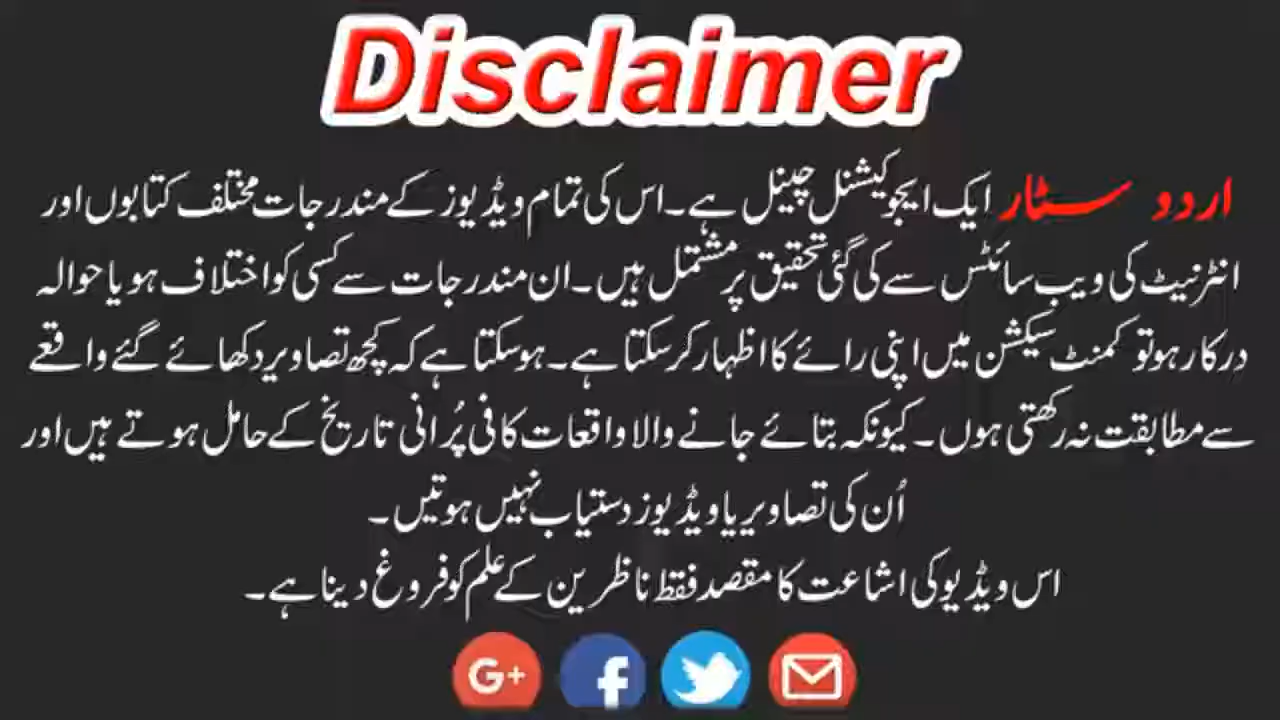 Disclaimer
اردو سٹار ایک ایجوکیشنل چینل ہے۔ اس کی تمام ویڈیوز کے مندرجات مختلف کتابوں اور
انٹرنیٹ کی ویب سائٹس سے کی گئی تحقیق پر مشتمل ہیں۔ ان مندرجات سے کسی کو اختلاف ہو یا حوالہ
درکار ہو تو کمنٹ سیکشن میں اپنی رائے کا اظہار کر سکتا ہے۔ ہو سکتا ہے کہ کچھ تصاویر دکھائے گئے واقعے
سے مطابقت نہ رکھتی ہوں۔ کیونکہ بتائے جانے والا واقعات کافی پُرانی تاریخ کے حامل ہوتے ہیں اور
اُن کی تصاویر یا ویڈیوز دستیاب نہیں ہوتیں۔
اس ویڈیو کی اشاعت کا مقصد فقط ناظرین کے علم کو فروغ دینا ہے۔
G+ f